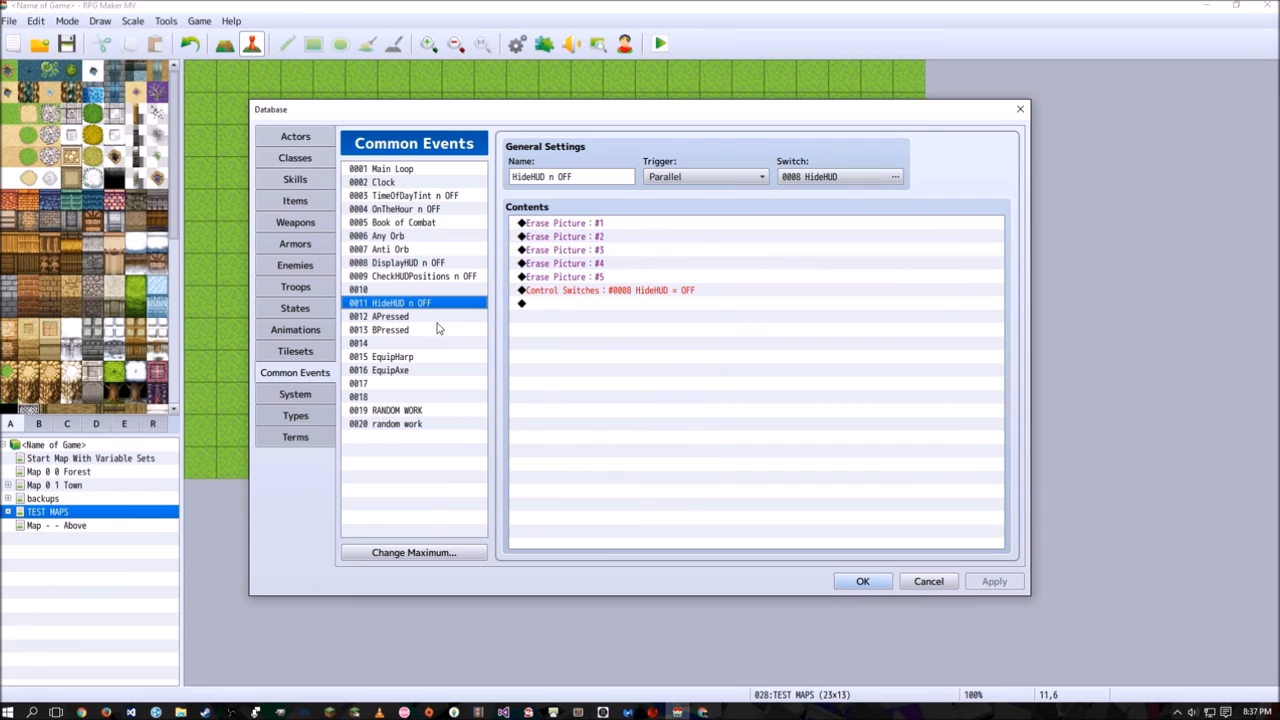 <Name of Game> - RPG Maker MV
File Edit Mode Draw Scale Tools Game Help
Database
Actors
Classes
Skills
Items
Weapons
Armors
Enemies
Troops
States
Animations
Tilesets
Common Events
System
Types
Terms
Common Events
0001 Main Loop
0002 Clock
0003 TimeOfDayTint n OFF
0004 OnTheHour n OFF
0005 Book of Combat
0006 Any Orb
0007 Anti Orb
0008 DisplayHUD n OFF
0009 CheckHUDPositions n OFF
0010
0011 HideHUD n OFF
0012 APressed
0013 BPressed
0014
0015 EquipHarp
0016 EquipAxe
0017
0018
0019 RANDOM WORK
0020 random work
Change Maximum...
General Settings
Name: Trigger: Switch:
HideHUD n OFF Parallel 0008 HideHUD ...
Contents
◆Erase Picture：#1
◆Erase Picture：#2
◆Erase Picture：#3
◆Erase Picture：#4
◆Erase Picture：#5
◆Control Switches：#0008 HideHUD = OFF
◆
OK Cancel Apply
A B C D E R
<Name of Game>
Start Map With Variable Sets
Map 0 0 Forest
Map 0 1 Town
backups
TEST MAPS
Map - - Above
028:TEST MAPS (23x13) 100% 11,6
8:37 PM